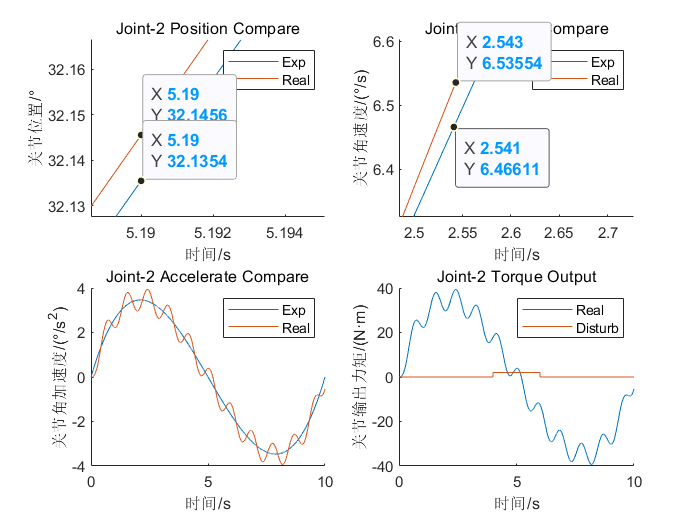 Joint-2 Position Compare
32.16
32.15
32.14
32.13
关节位置/°
X 5.19
Y 32.1456
X 5.19
Y 32.1354
Exp
Real
5.19
5.192
5.194
时间/s
ompare
6.6
6.5
6.4
关节角速度/(°/s)
X 2.543
Y 6.53554
X 2.541
Y 6.46611
Exp
Real
2.5
2.55
2.6
2.65
2.7
时间/s
Joint-2 Accelerate Compare
4
2
0
-2
-4
关节角加速度/(°/s²)
Exp
Real
0
5
10
时间/s
Joint-2 Torque Output
40
20
0
-20
-40
关节输出力矩/(N·m)
Real
Disturb
0
5
10
时间/s